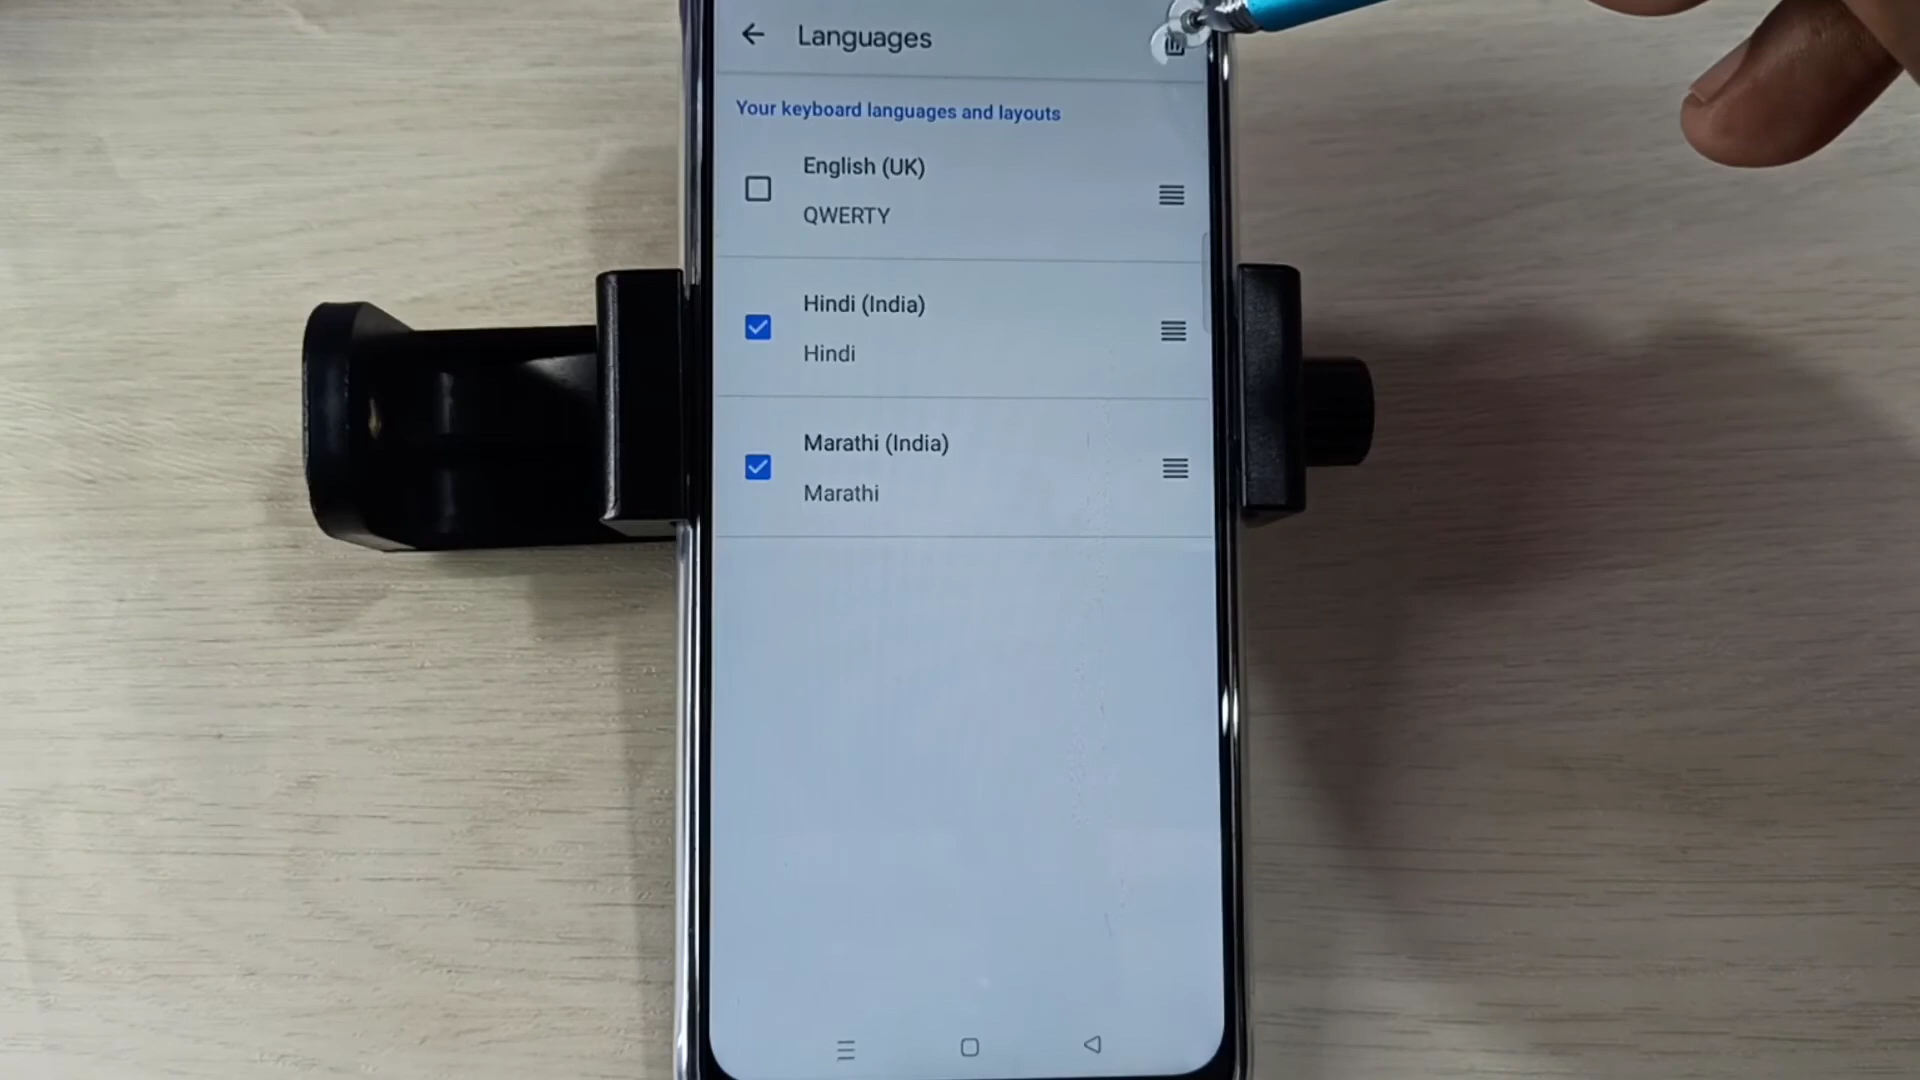 Languages
Your keyboard languages and layouts
English (UK)
QWERTY
Hindi (India)
Hindi
Marathi (India)
Marathi